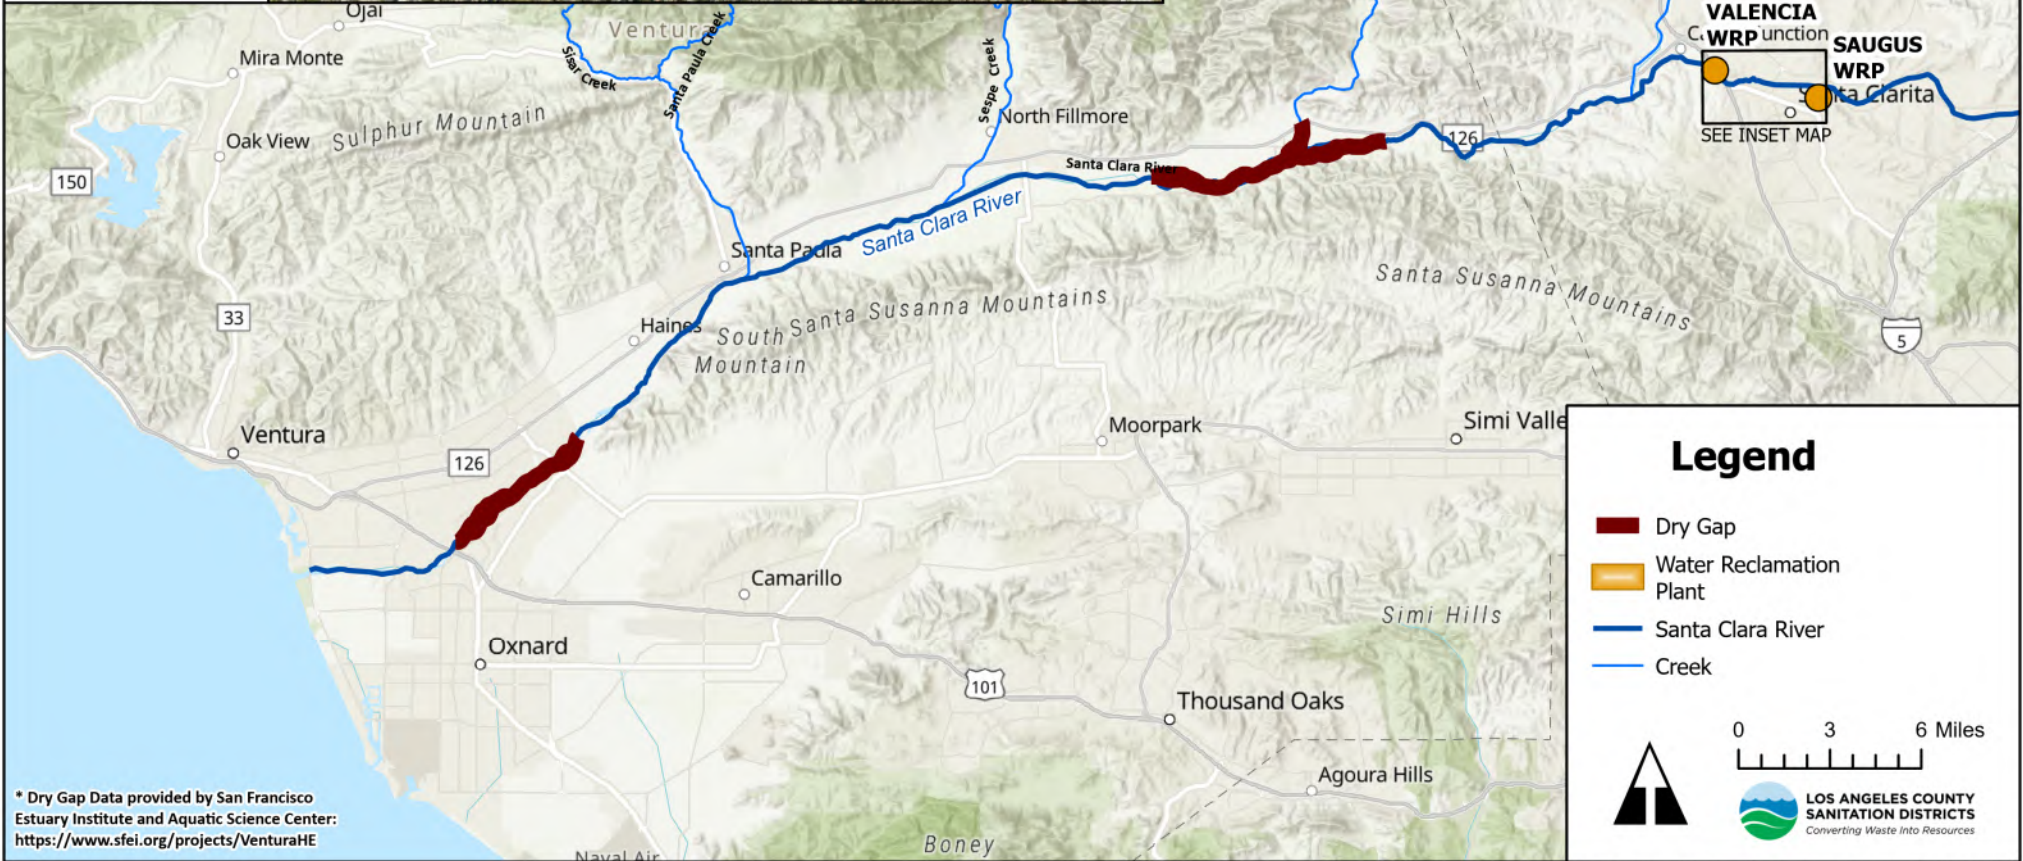 Ojai
Ventura
VALENCIA
WRP
unction
SAUGUS
WRP
Mira Monte
Sisar Creek
Santa Paula Creek
Sespe Creek
North Fillmore
Santa Clarita
SEE INSET MAP
126
Oak View
Sulphur Mountain
150
Santa Clara River
Santa Clara River
Santa Paula
Santa Susanna Mountains
33
Haines
South
Mountain
Santa Susanna Mountains
5
Ventura
126
Moorpark
Simi Valle
Camarillo
Simi Hills
Oxnard
101
Thousand Oaks
Agoura Hills
Boney
Naval Air
Legend
Dry Gap
Water Reclamation
Plant
Santa Clara River
Creek
0 3 6 Miles
LOS ANGELES COUNTY
SANITATION DISTRICTS
Converting Waste Into Resources
* Dry Gap Data provided by San Francisco
Estuary Institute and Aquatic Science Center:
https://www.sfei.org/projects/VenturaHE